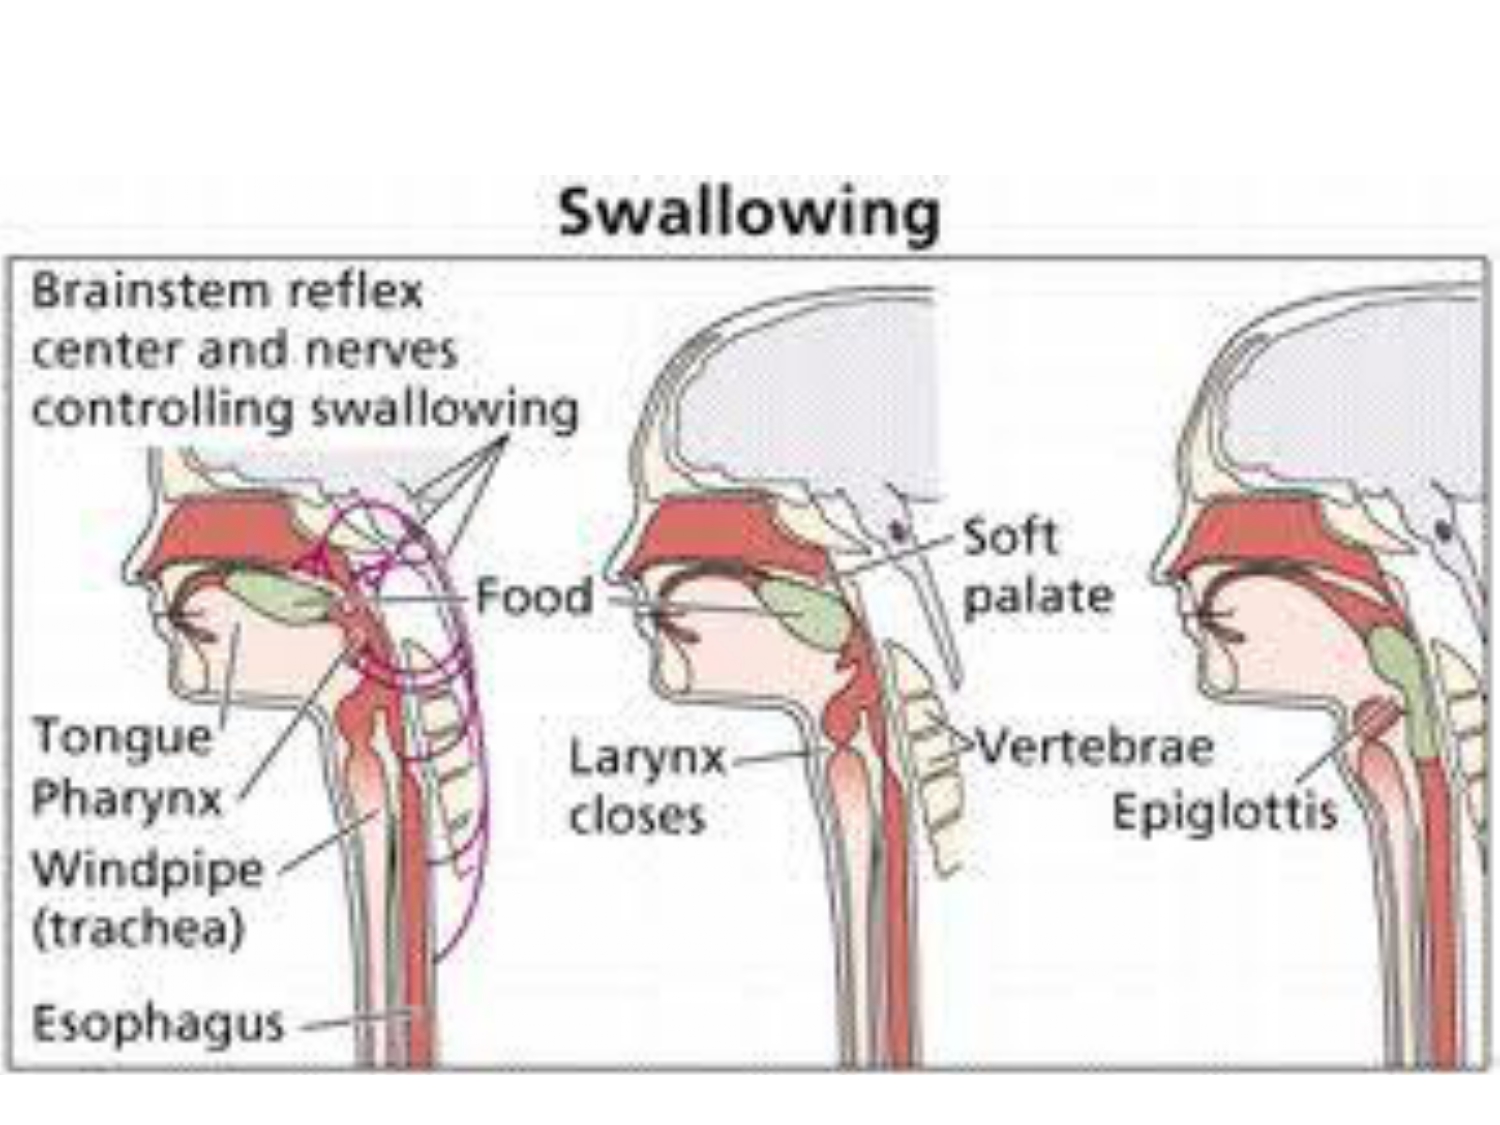 Swallowing
Brainstem reflex
center and nerves
controlling swallowing
Food
Soft
palate
Tongue
Pharynx
Windpipe
(trachea)
Esophagus
Larynx
closes
Vertebrae
Epiglottis